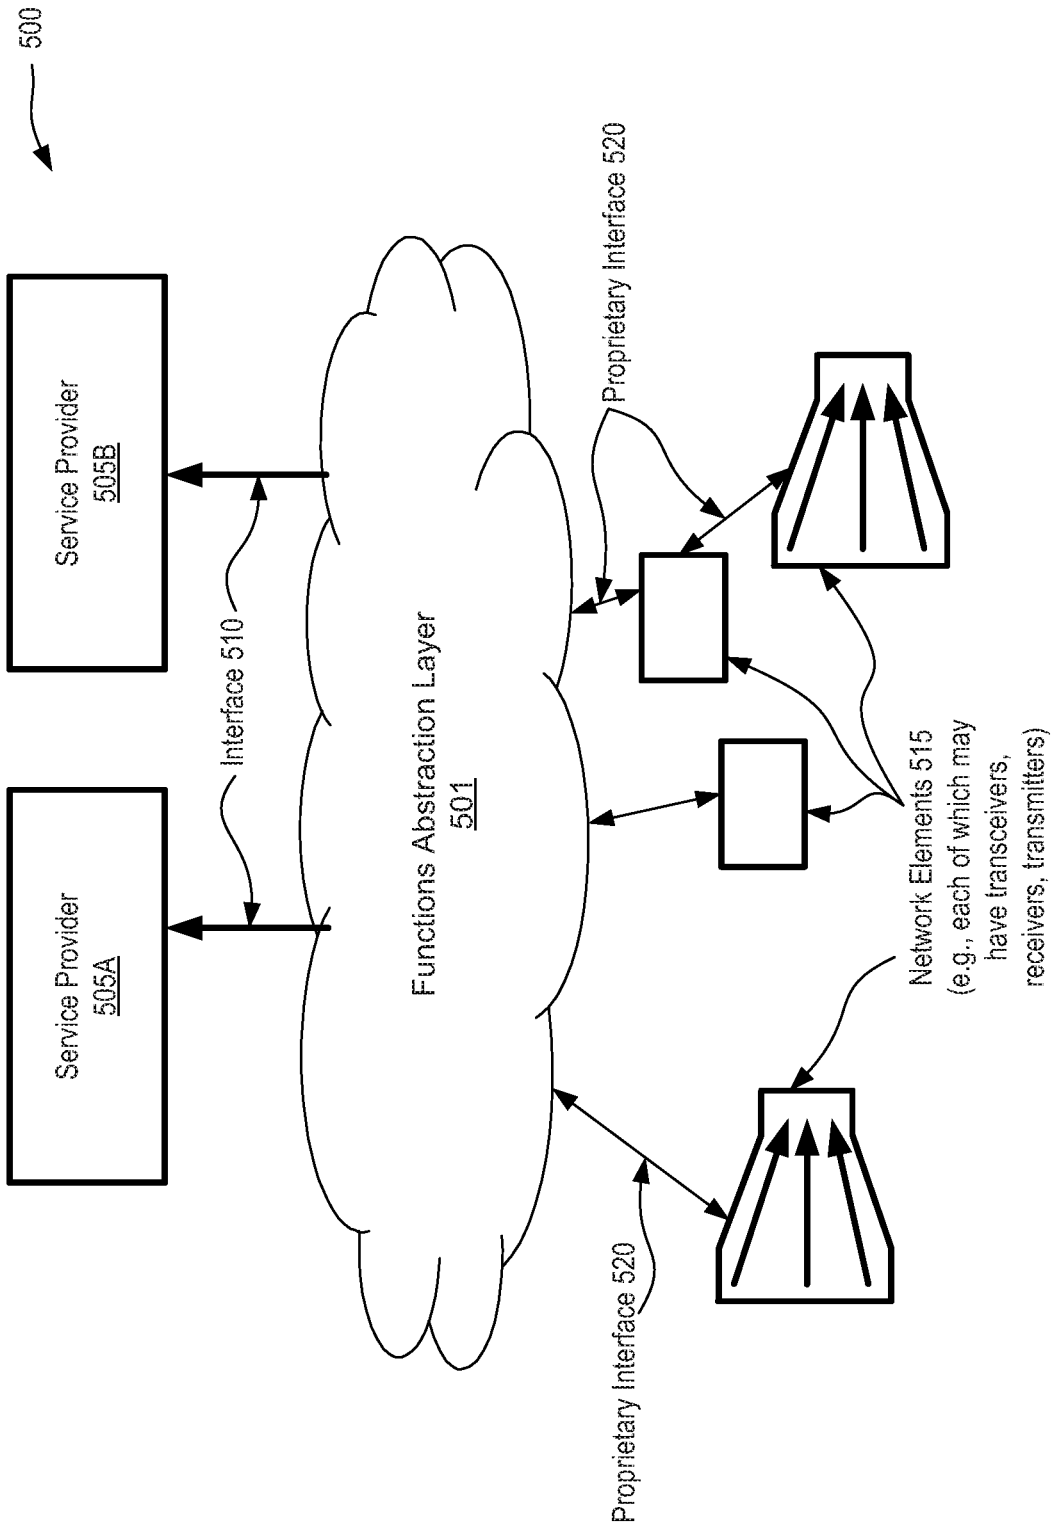 500
Service Provider
505A
Service Provider
505B
Interface 510
Functions Abstraction Layer
501
Proprietary Interface 520
Proprietary Interface 520
Network Elements 515
(e.g., each of which may
have transceivers,
receivers, transmitters)